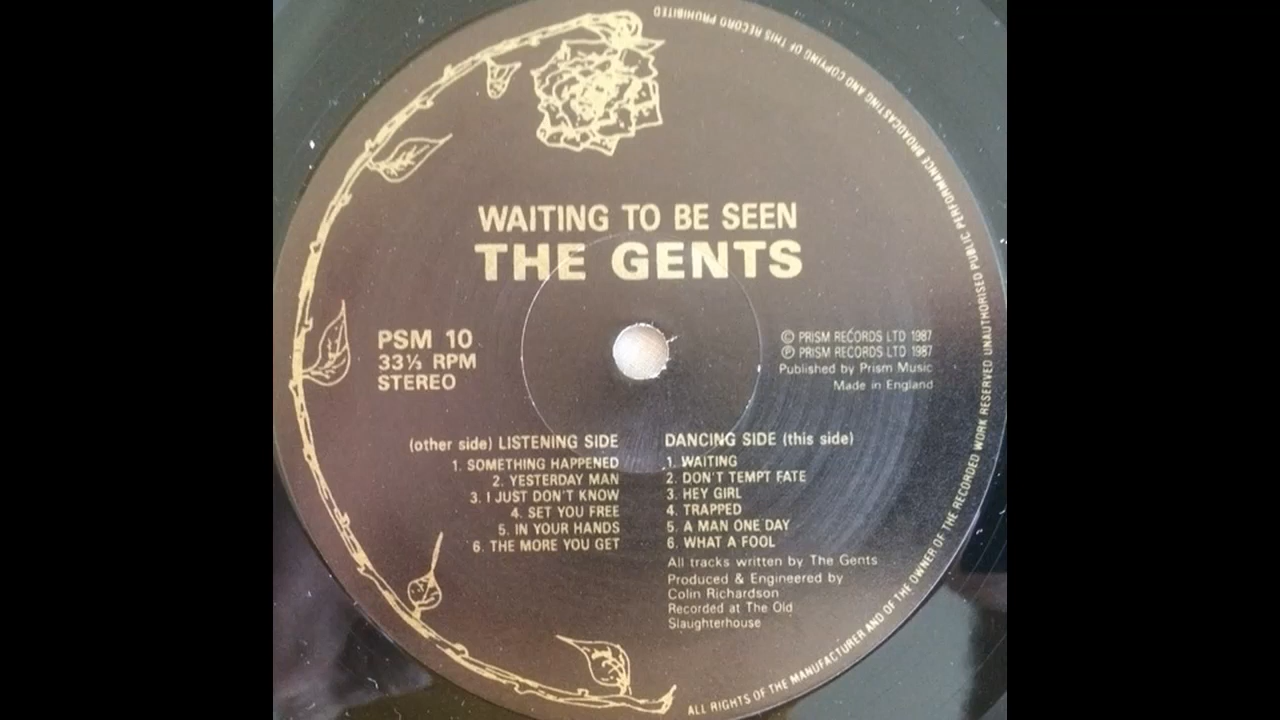 WAITING TO BE SEEN
THE GENTS
PSM 10
33⅓ RPM
STEREO
© PRISM RECORDS LTD 1987
℗ PRISM RECORDS LTD 1987
Published by Prism Music
Made in England
(other side) LISTENING SIDE
1. SOMETHING HAPPENED
2. YESTERDAY MAN
3. I JUST DON'T KNOW
4. SET YOU FREE
5. IN YOUR HANDS
6. THE MORE YOU GET
DANCING SIDE (this side)
1. WAITING
2. DON'T TEMPT FATE
3. HEY GIRL
4. TRAPPED
5. A MAN ONE DAY
6. WHAT A FOOL
All tracks written by The Gents
Produced & Engineered by
Colin Richardson
Recorded at The Old
Slaughterhouse
ALL RIGHTS OF THE MANUFACTURER AND OF THE OWNER OF THE RECORDED WORK RESERVED UNAUTHORISED PUBLIC PERFORMANCE BROADCASTING AND COPYING OF THIS RECORD PROHIBITED